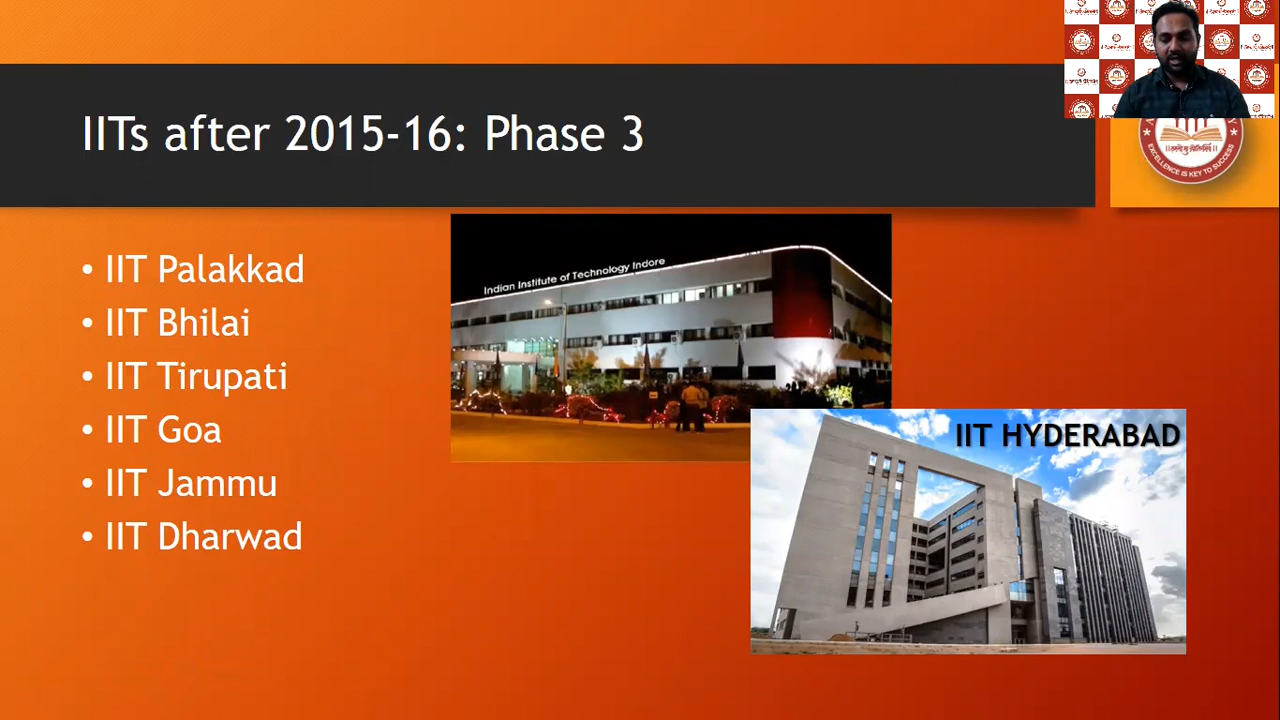 IITs after 2015-16: Phase 3
• IIT Palakkad
• IIT Bhilai
• IIT Tirupati
• IIT Goa
• IIT Jammu
• IIT Dharwad
Indian Institute of Technology Indore
IIT HYDERABAD
EXCELLENCE IS KEY TO SUCCESS